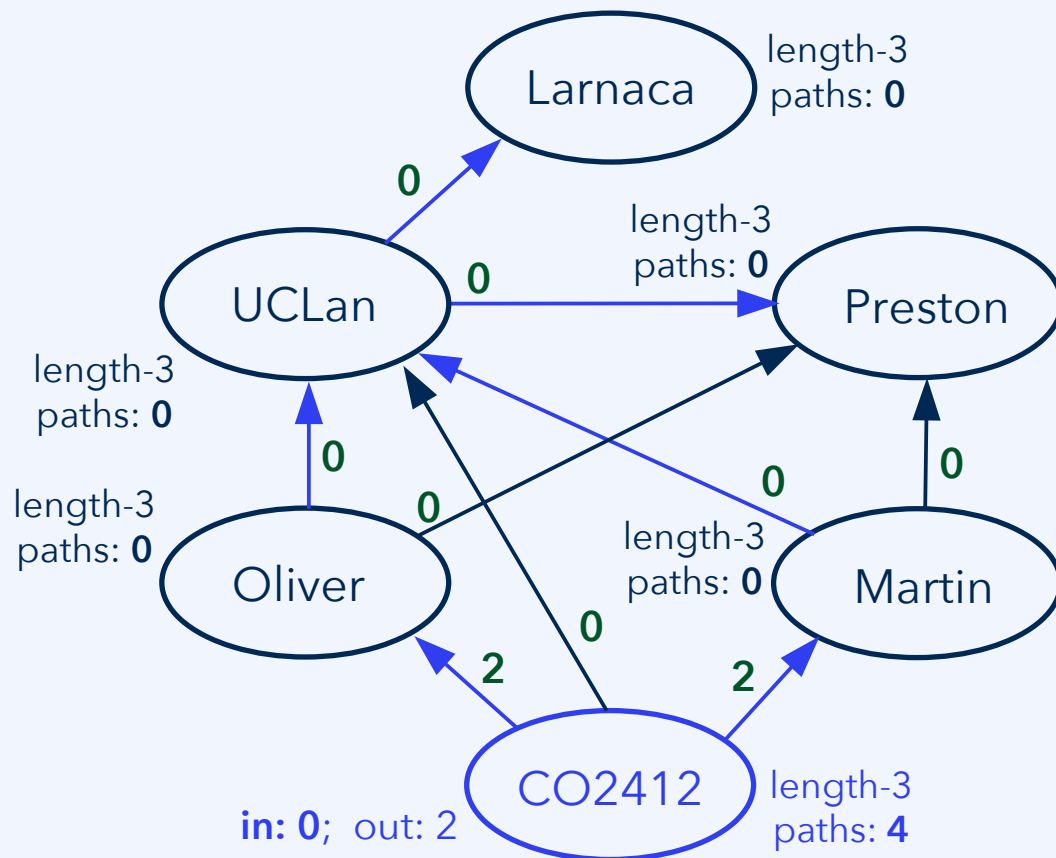 Larnaca
length-3
paths: 0
0
length-3
paths: 0
UCLan
0
Preston
length-3
paths: 0
0
length-3
paths: 0
0
0
0
length-3
paths: 0
Oliver
Martin
0
2
2
CO2412
length-3
paths: 4
in: 0; out: 2